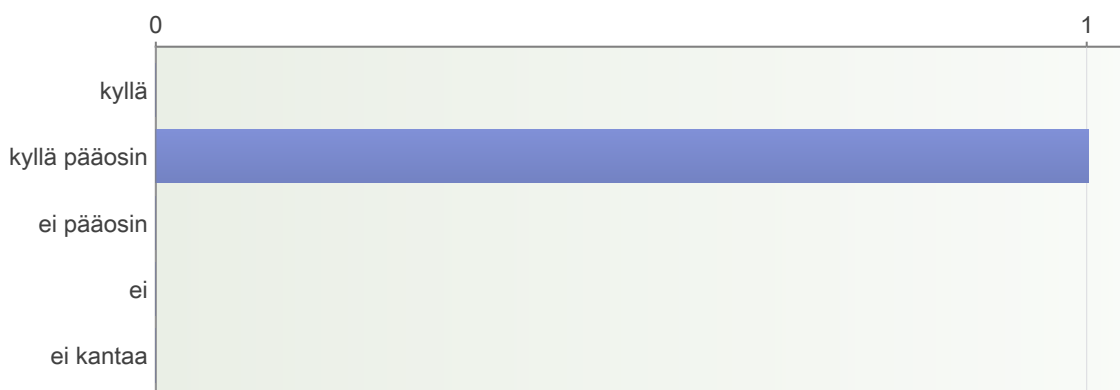 0 1
kyllä
kyllä pääosin
ei pääosin
ei
ei kantaa